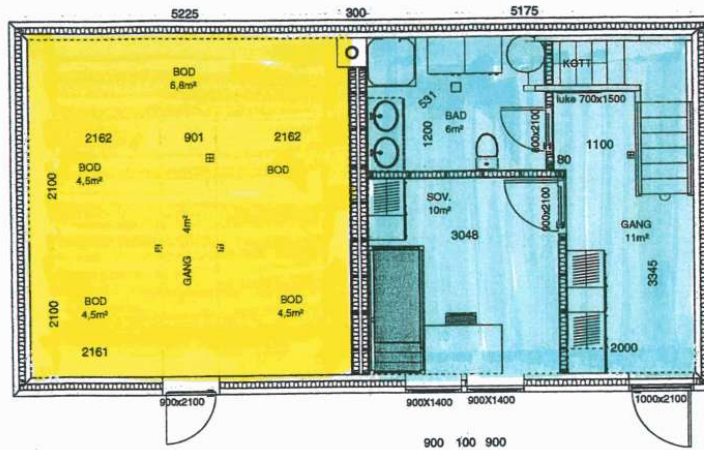 5225 300 5175
BOD
6,8m²
KOTT
luke 700x1500
531
BAD
6m²
1200
600x2100
2162 901 2162
BOD
4,5m²
BOD
2100
80
1100
SOV.
10m²
900x2100
3048
GANG
11m²
4m²
GANG
3345
BOD
4,5m²
BOD
4,5m²
2100
2161
2000
900x2100
900X1400
900X1400
1000x2100
900 100 900